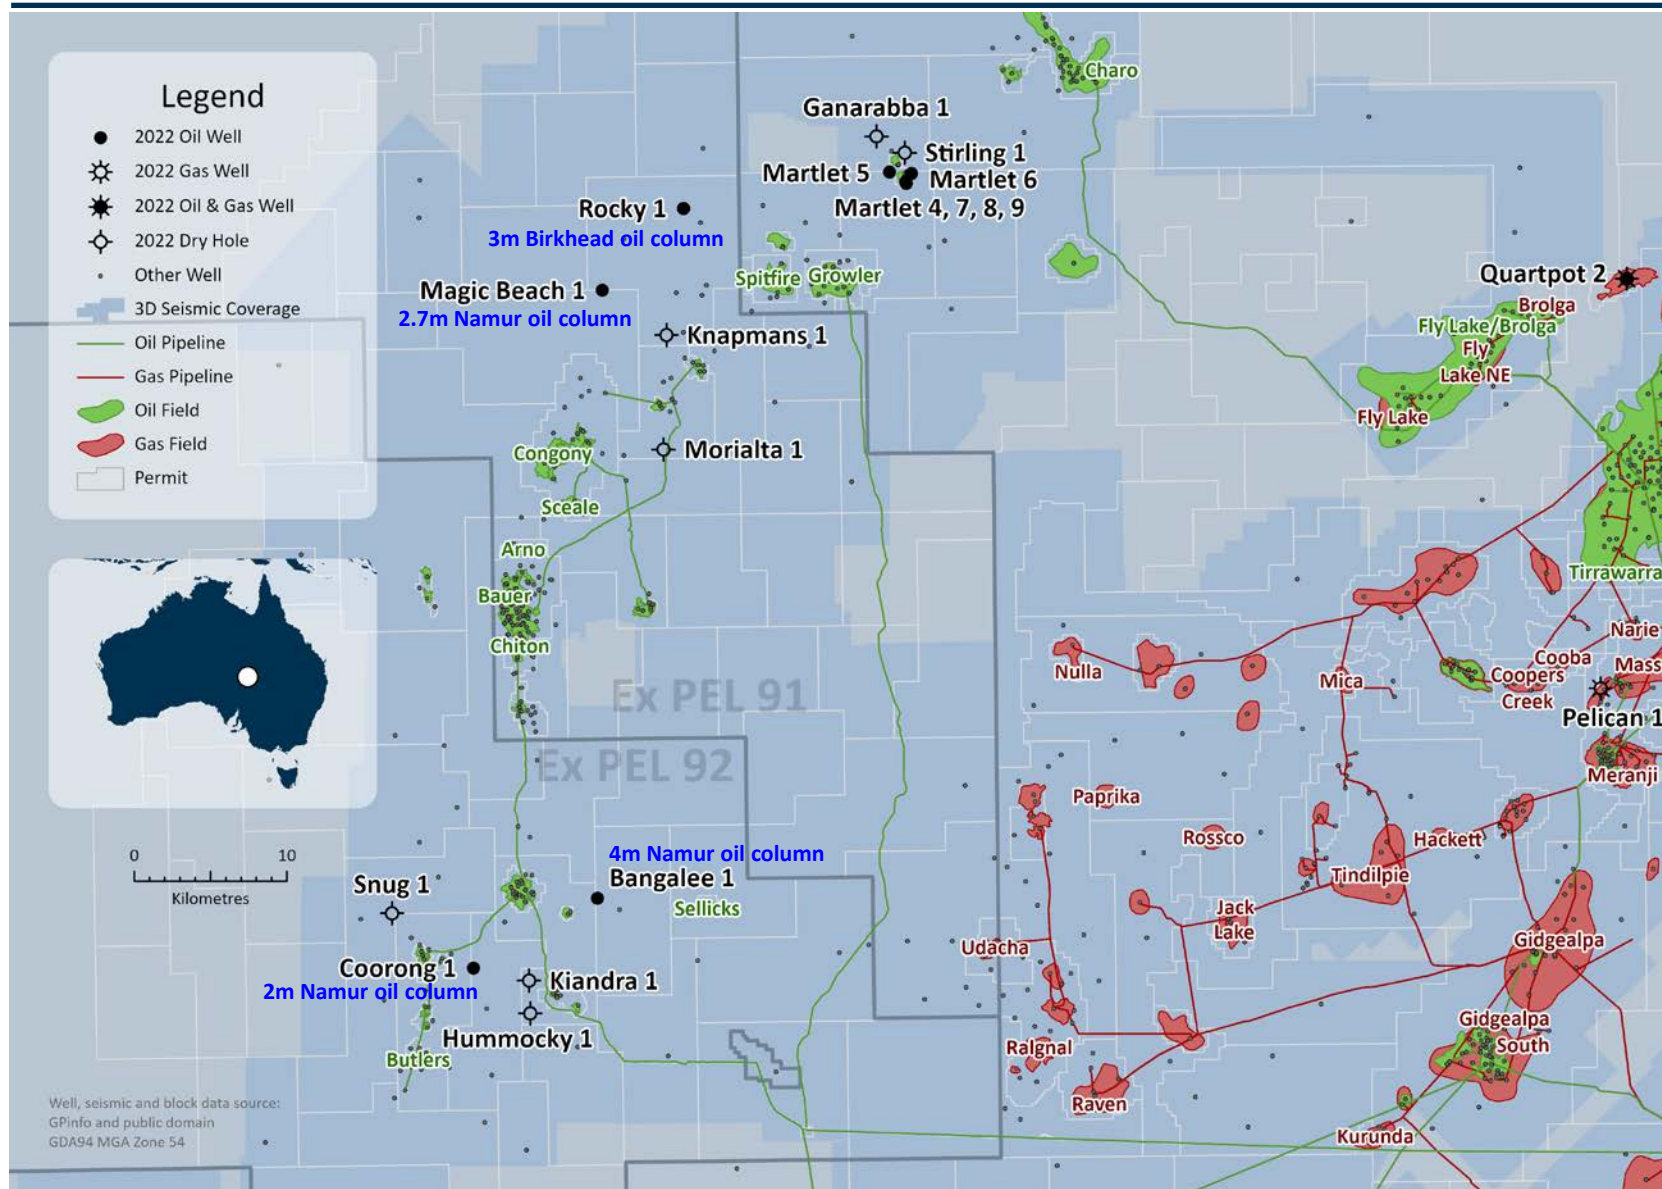 Legend
2022 Oil Well
2022 Gas Well
2022 Oil & Gas Well
2022 Dry Hole
Other Well
3D Seismic Coverage
Oil Pipeline
Gas Pipeline
Oil Field
Gas Field
Permit
0 10
Kilometres
Well, seismic and block data source:
GPinfo and public domain
GDA94 MGA Zone 54
Charo
Ganarabba 1
Stirling 1
Martlet 5
Martlet 6
Martlet 4, 7, 8, 9
Rocky 1
3m Birkhead oil column
Spitfire
Growler
Magic Beach 1
2.7m Namur oil column
Knapmans 1
Quartpot 2
Brolga
Fly Lake/Brolga
Fly
Lake NE
Fly Lake
Congony
Morialta 1
Sceale
Arno
Bauer
Chiton
Tirrawarra
Narie
Cooba
Mass
Coopers
Creek
Nulla
Mica
Pelican 1
Meranji
Ex PEL 91
Ex PEL 92
Paprika
Rossco
Hackett
Tindilpie
4m Namur oil column
Bangalee 1
Sellicks
Snug 1
Jack
Lake
Udacha
Gidgealpa
Coorong 1
2m Namur oil column
Kiandra 1
Hummocky 1
Butlers
Gidgealpa
South
Ralgnal
Raven
Kurunda